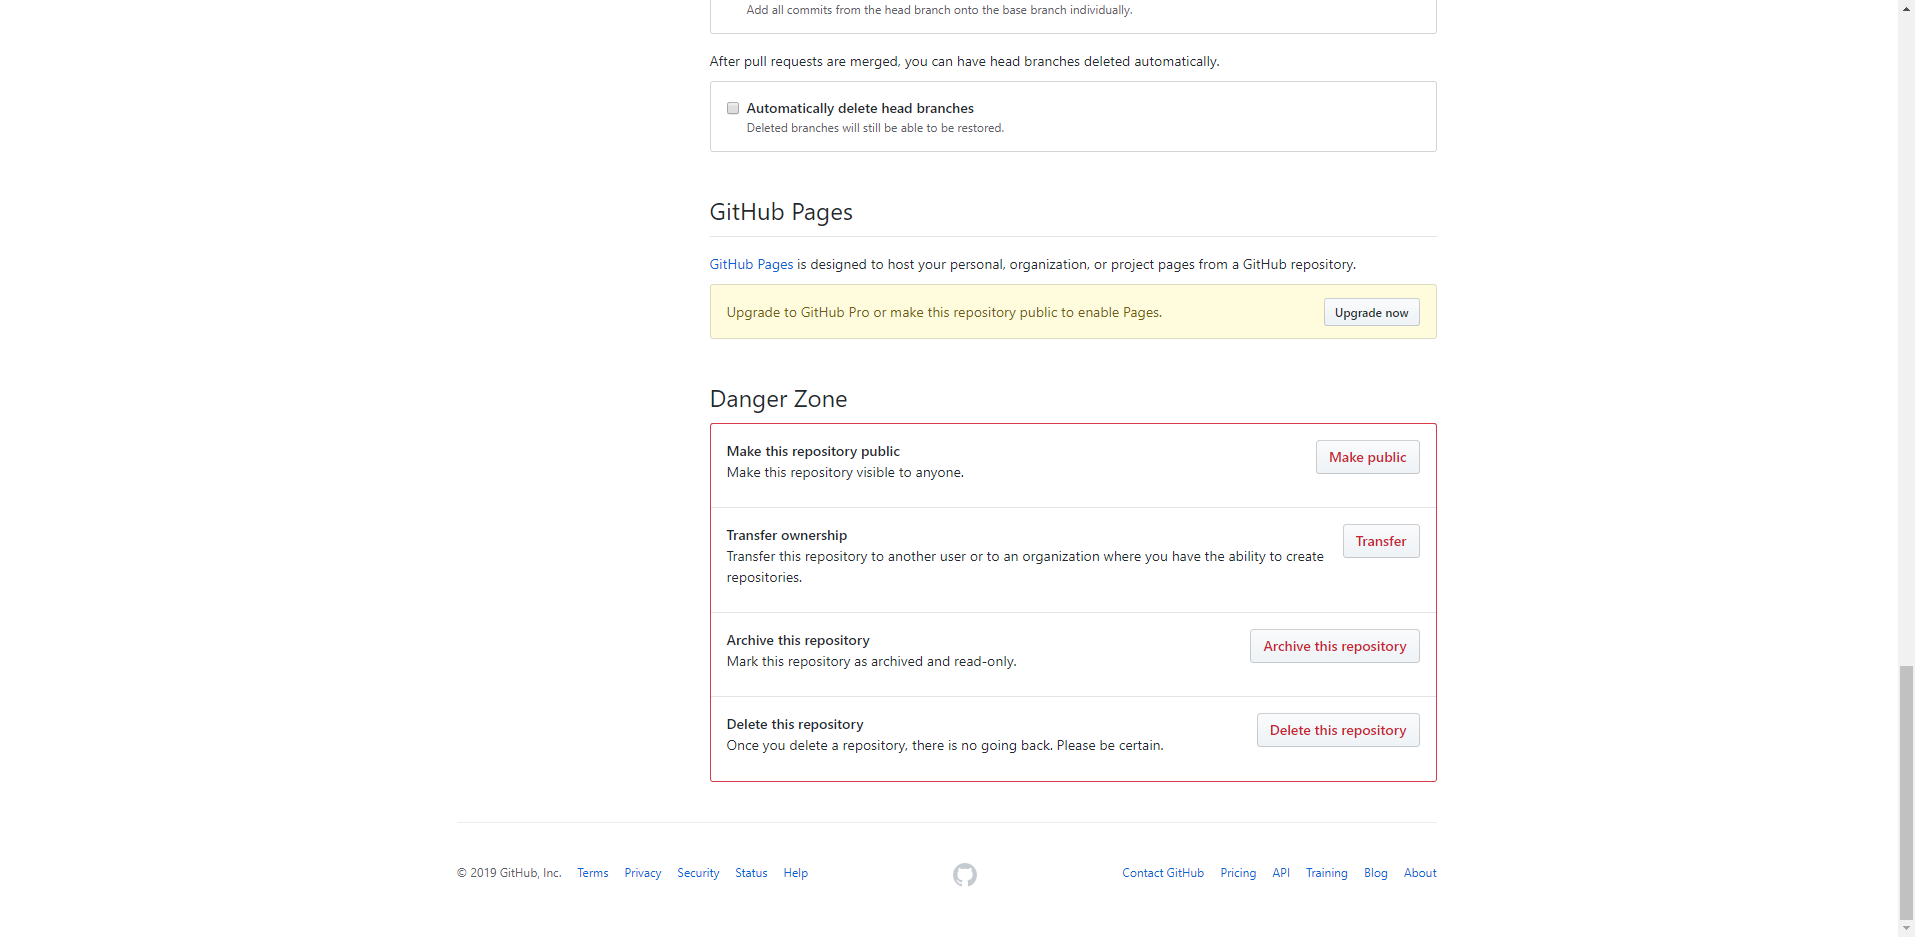 Add all commits from the head branch onto the base branch individually.
After pull requests are merged, you can have head branches deleted automatically.
Automatically delete head branches
Deleted branches will still be able to be restored.
GitHub Pages
GitHub Pages is designed to host your personal, organization, or project pages from a GitHub repository.
Upgrade to GitHub Pro or make this repository public to enable Pages.
Upgrade now
Danger Zone
Make this repository public
Make this repository visible to anyone.
Make public
Transfer ownership
Transfer this repository to another user or to an organization where you have the ability to create
repositories.
Transfer
Archive this repository
Mark this repository as archived and read-only.
Archive this repository
Delete this repository
Once you delete a repository, there is no going back. Please be certain.
Delete this repository
© 2019 GitHub, Inc. Terms Privacy Security Status Help
Contact GitHub Pricing API Training Blog About